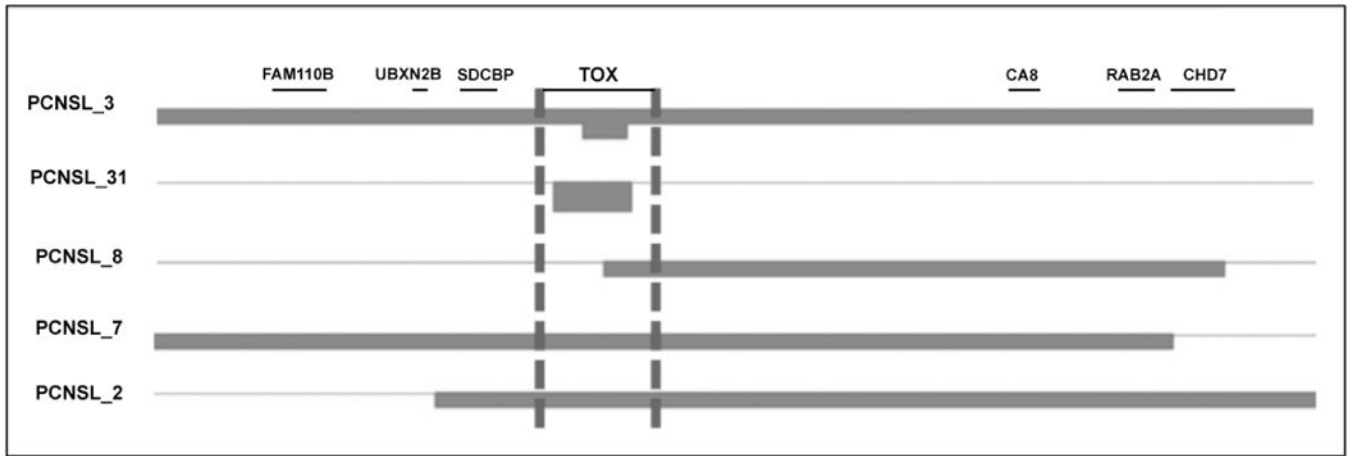 FAM110B UBXN2B SDCBP TOX CA8 RAB2A CHD7
PCNSL_3
PCNSL_31
PCNSL_8
PCNSL_7
PCNSL_2